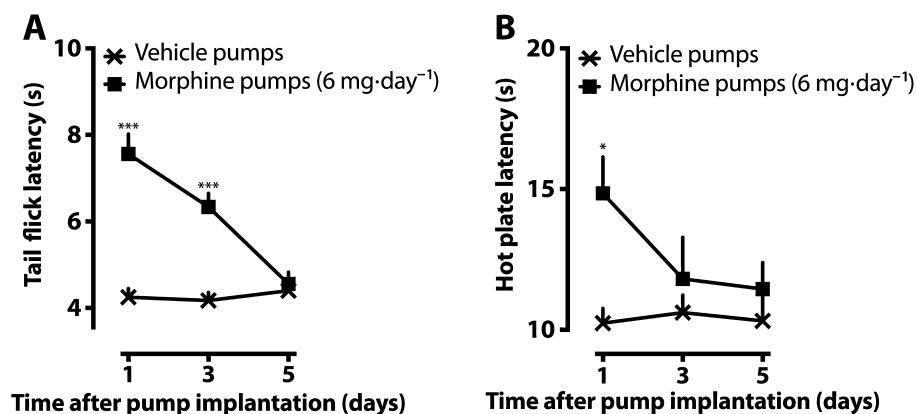 A
Tail flick latency (s)
10
8
6
4
Vehicle pumps
Morphine pumps (6 mg·day⁻¹)
***
***
1 3 5
Time after pump implantation (days)
B
Hot plate latency (s)
20
15
10
Vehicle pumps
Morphine pumps (6 mg·day⁻¹)
*
1 3 5
Time after pump implantation (days)